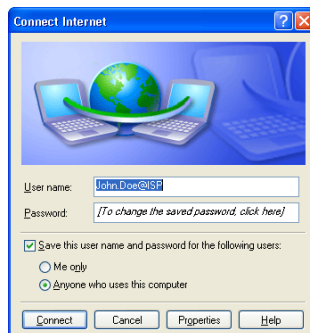 Connect Internet
User name:
John.Doe@ISP
Password:
[To change the saved password, click here]
Save this user name and password for the following users:
Me only
Anyone who uses this computer
Connect
Cancel
Properties
Help